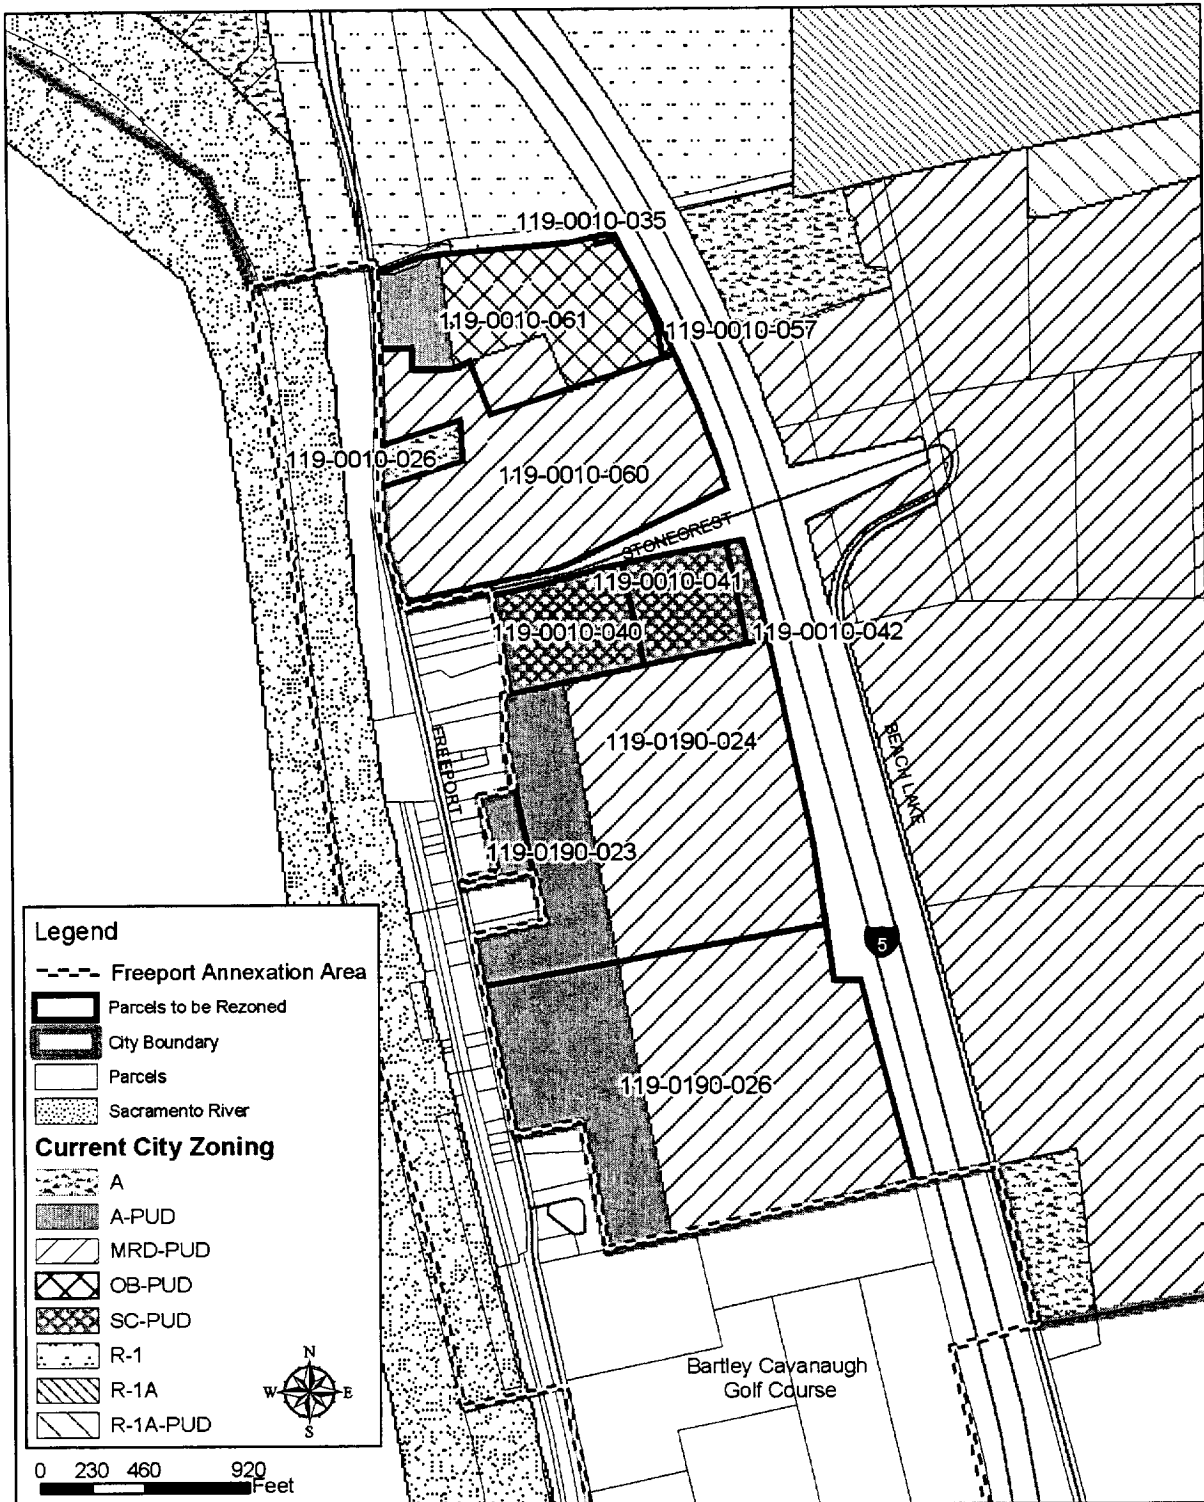 119-0010-035
119-0010-061
119-0010-057
119-0010-026
119-0010-060
STONECREST
119-0010-041
119-0010-040
119-0010-042
119-0190-024
FREEPORT
BEACH LAKE
119-0190-023
5
119-0190-026
Bartley Cavanaugh
Golf Course
Legend
Freeport Annexation Area
Parcels to be Rezoned
City Boundary
Parcels
Sacramento River
Current City Zoning
A
A-PUD
MRD-PUD
OB-PUD
SC-PUD
R-1
R-1A
R-1A-PUD
N
W E
S
0 230 460 920
Feet